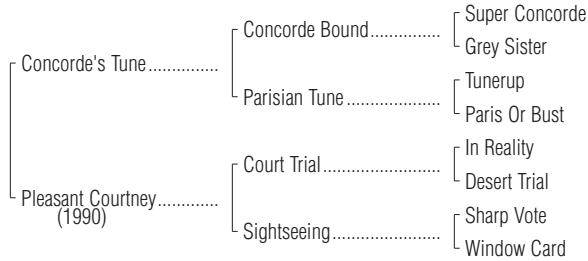 Super Concorde
Concorde Bound....................
Grey Sister
Concorde's Tune...............
Tunerup
Parisian Tune.........................
Paris Or Bust
In Reality
Court Trial...............................
Desert Trial
Pleasant Courtney.............
(1990)
Sharp Vote
Sightseeing.............................
Window Card